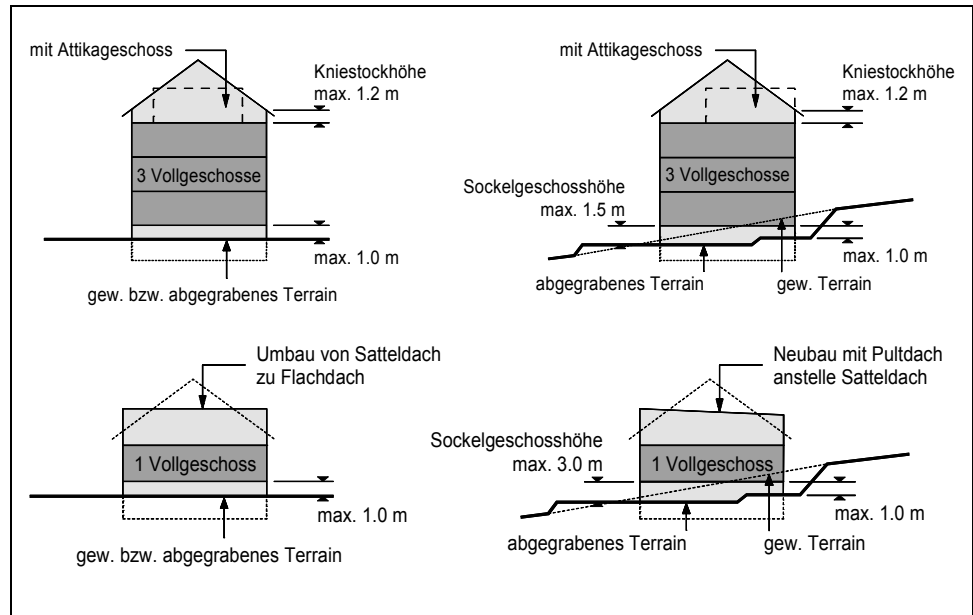 mit Attikageschoss
Kniestockhöhe
max. 1.2 m
3 Vollgeschosse
max. 1.0 m
gew. bzw. abgegrabenes Terrain
mit Attikageschoss
Kniestockhöhe
max. 1.2 m
3 Vollgeschosse
Sockelgeschosshöhe
max. 1.5 m
max. 1.0 m
abgegrabenes Terrain
gew. Terrain
Umbau von Satteldach
zu Flachdach
1 Vollgeschoss
max. 1.0 m
gew. bzw. abgegrabenes Terrain
Neubau mit Pultdach
anstelle Satteldach
Sockelgeschosshöhe
max. 3.0 m
1 Vollgeschoss
max. 1.0 m
abgegrabenes Terrain
gew. Terrain